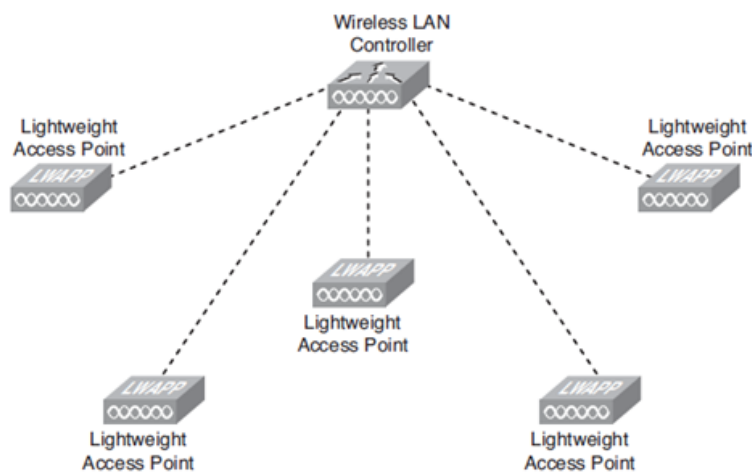 Wireless LAN
Controller
Lightweight
Access Point
LWAPP
Lightweight
Access Point
LWAPP
LWAPP
Lightweight
Access Point
LWAPP
Lightweight
Access Point
LWAPP
Lightweight
Access Point